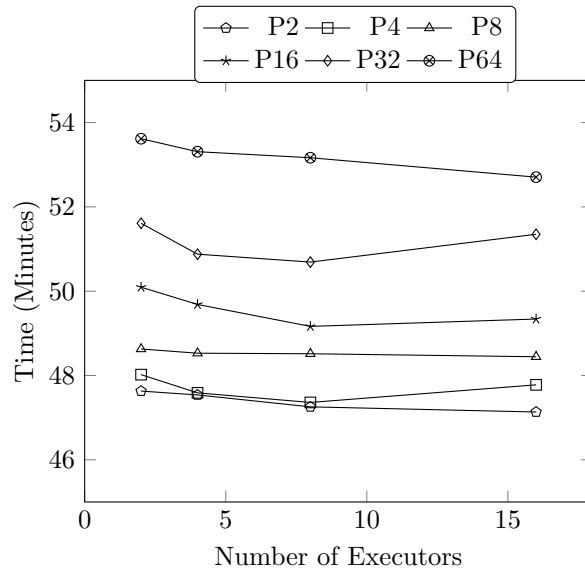 P2 P4 P8
P16 P32 P64
54
52
50
48
46
Time (Minutes)
0 5 10 15
Number of Executors